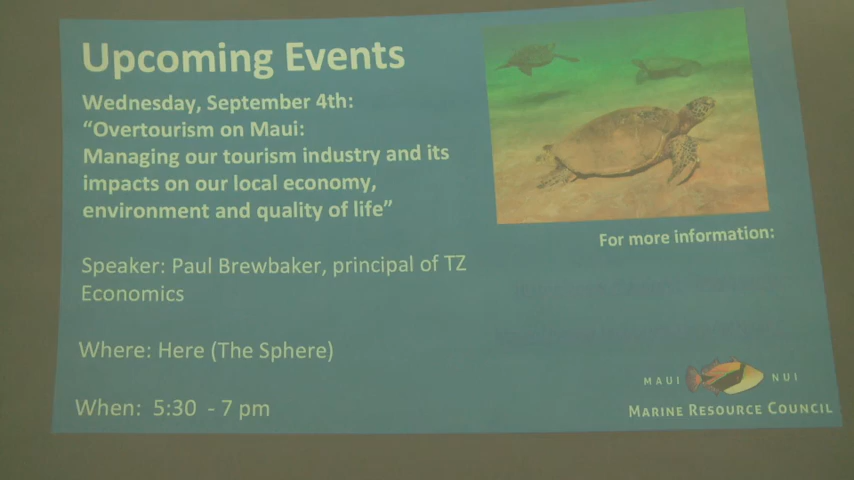 Upcoming Events
Wednesday, September 4th:
“Overtourism on Maui:
Managing our tourism industry and its
impacts on our local economy,
environment and quality of life”
Speaker: Paul Brewbaker, principal of TZ
Economics
Where: Here (The Sphere)
When: 5:30 - 7 pm
For more information:
MAUI NUI
MARINE RESOURCE COUNCIL